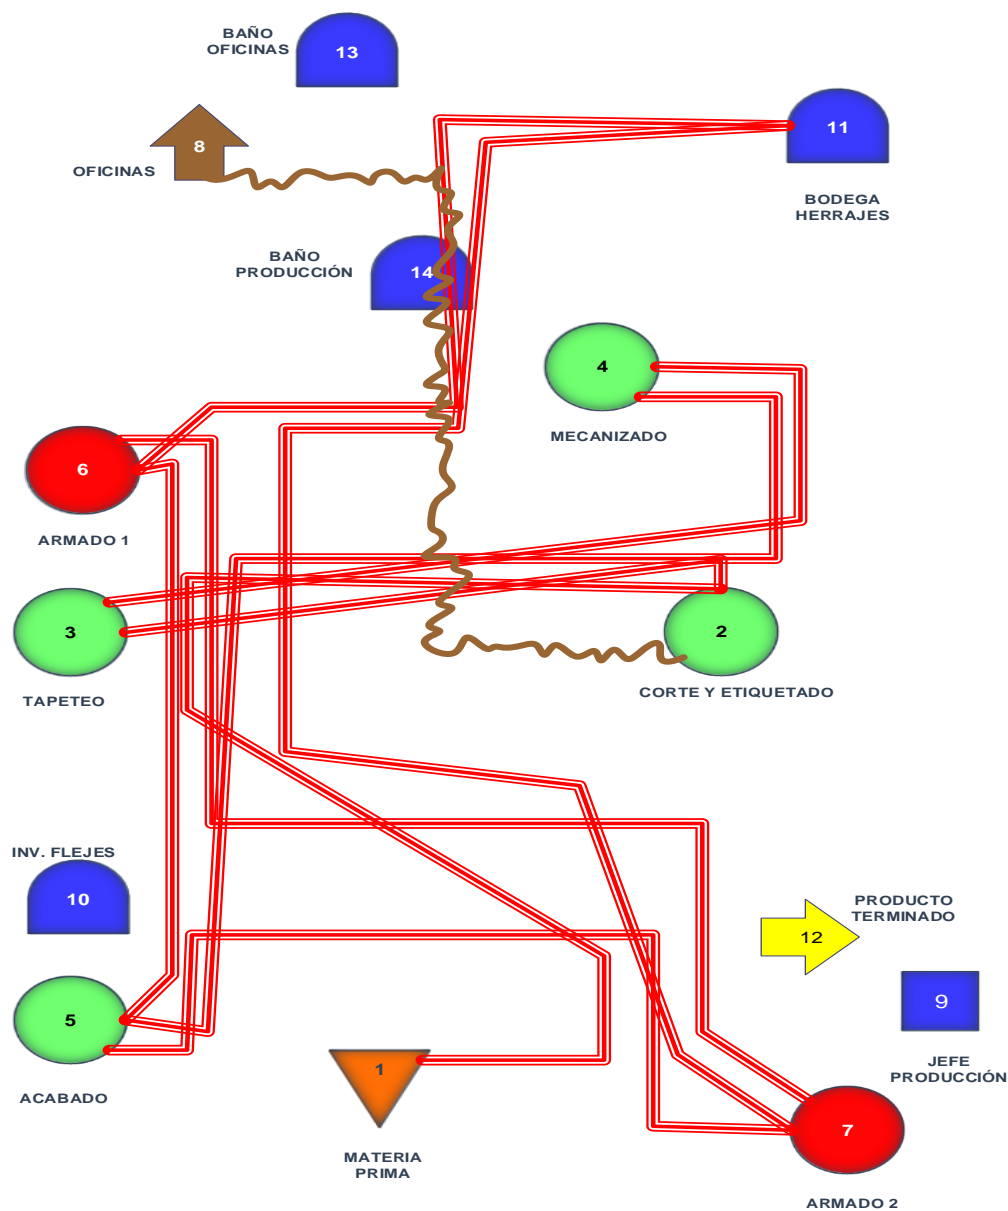 BAÑO
OFICINAS
13
8
OFICINAS
11
BODEGA
HERRAJES
BAÑO
PRODUCCIÓN
14
4
MECANIZADO
6
ARMADO 1
3
TAPETEO
2
CORTE Y ETIQUETADO
INV. FLEJES
10
PRODUCTO
TERMINADO
12
9
JEFE
PRODUCCIÓN
5
ACABADO
1
MATERIA
PRIMA
7
ARMADO 2